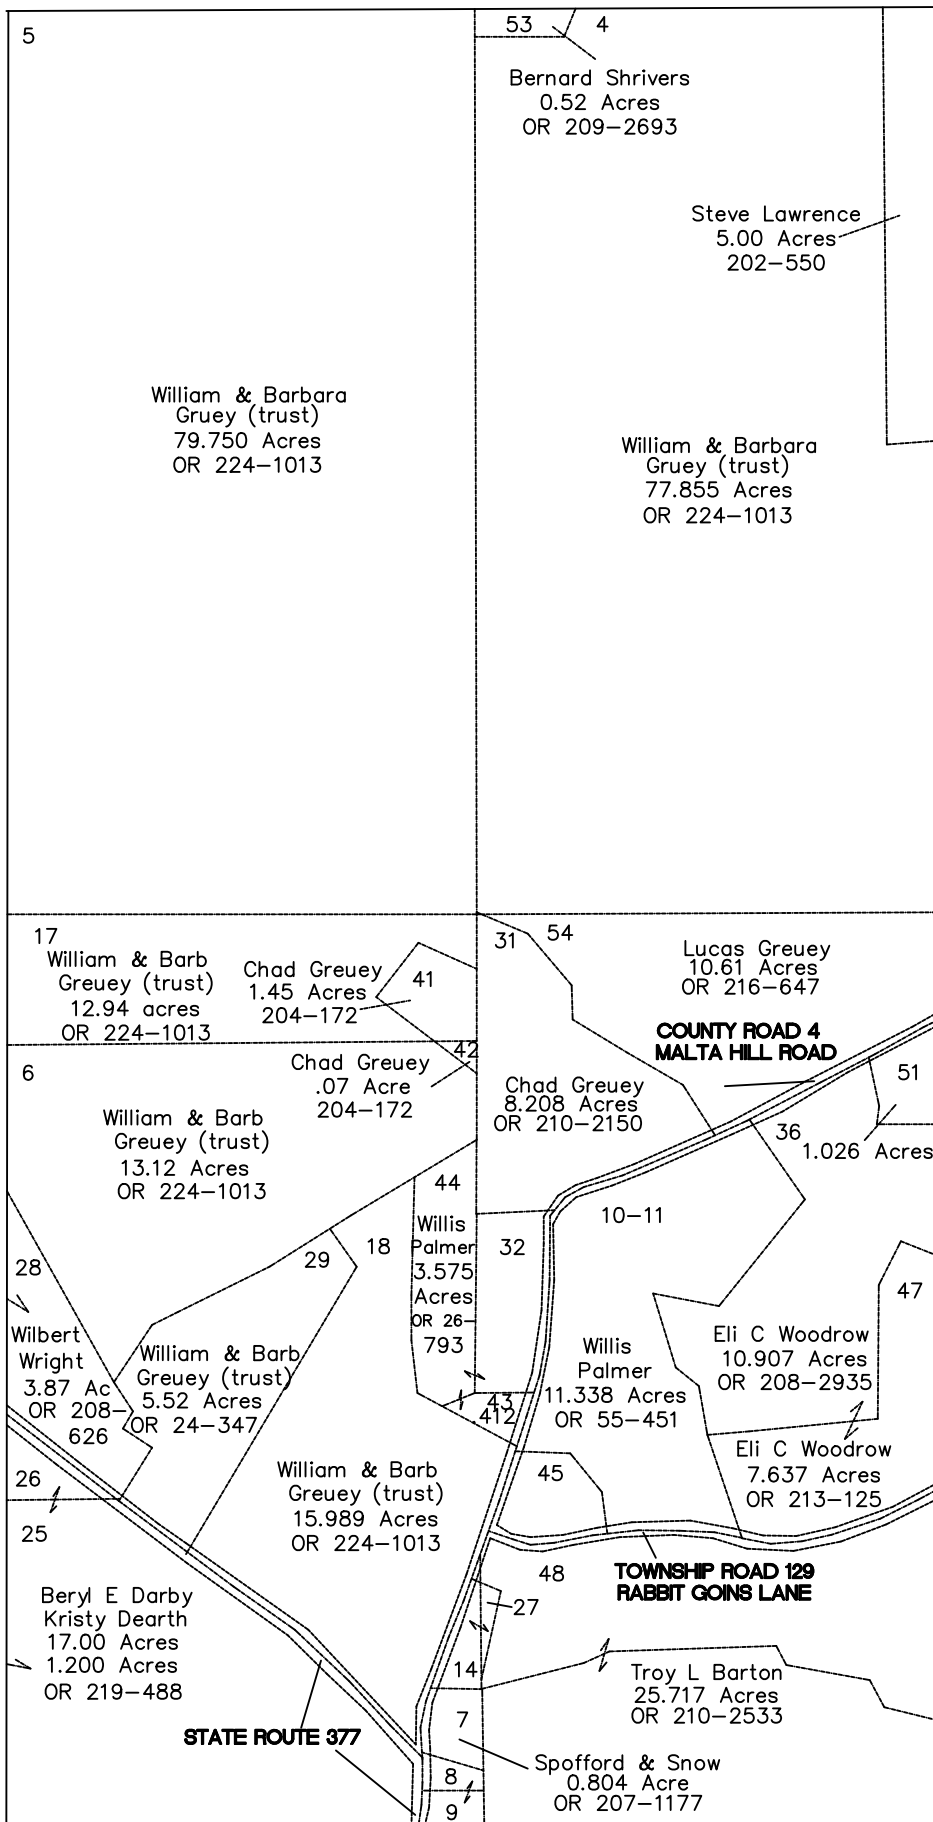 5
53
4
Bernard Shrivers
0.52 Acres
OR 209-2693
Steve Lawrence
5.00 Acres
202-550
William & Barbara
Gruey (trust)
79.750 Acres
OR 224-1013
William & Barbara
Gruey (trust)
77.855 Acres
OR 224-1013
17
William & Barb
Greuey (trust)
12.94 acres
OR 224-1013
Chad Greuey
1.45 Acres
204-172
41
31
54
Lucas Greuey
10.61 Acres
OR 216-647
COUNTY ROAD 4
MALTA HILL ROAD
6
42
Chad Greuey
.07 Acre
204-172
Chad Greuey
8.208 Acres
OR 210-2150
51
36
1.026 Acres
William & Barb
Greuey (trust)
13.12 Acres
OR 224-1013
44
10-11
28
29
18
Willis
Palmer
3.575
Acres
OR 26-
793
32
47
Wilbert
Wright
3.87 Ac
OR 208-
626
William & Barb
Greuey (trust)
5.52 Acres
OR 24-347
Willis
Palmer
11.338 Acres
OR 55-451
Eli C Woodrow
10.907 Acres
OR 208-2935
43
.412
Eli C Woodrow
7.637 Acres
OR 213-125
26
25
William & Barb
Greuey (trust)
15.989 Acres
OR 224-1013
45
48
TOWNSHIP ROAD 129
RABBIT GOINS LANE
27
Beryl E Darby
Kristy Dearth
17.00 Acres
1.200 Acres
OR 219-488
14
Troy L Barton
25.717 Acres
OR 210-2533
STATE ROUTE 377
7
8
9
Spofford & Snow
0.804 Acre
OR 207-1177